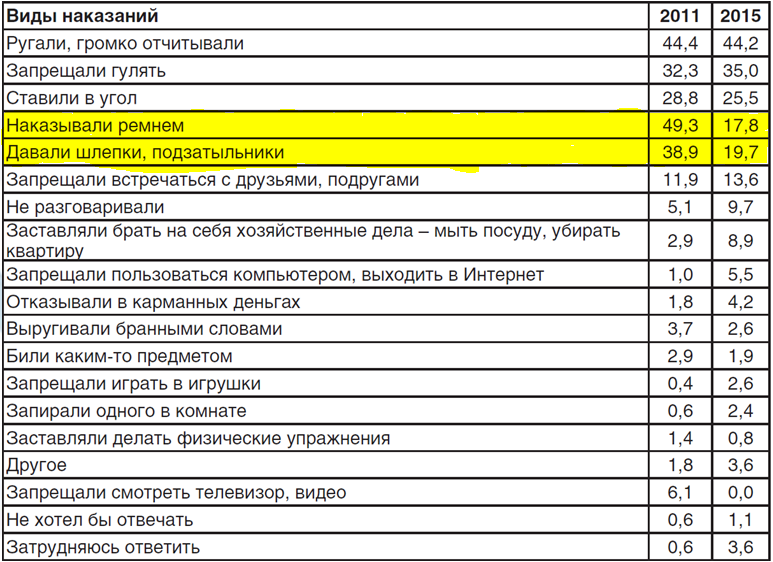 Виды наказаний 2011 2015
Ругали, громко отчитывали 44,4 44,2
Запрещали гулять 32,3 35,0
Ставили в угол 28,8 25,5
Наказывали ремнем 49,3 17,8
Давали шлепки, подзатыльники 38,9 19,7
Запрещали встречаться с друзьями, подругами 11,9 13,6
Не разговаривали 5,1 9,7
Заставляли брать на себя хозяйственные дела – мыть посуду, убирать
квартиру 2,9 8,9
Запрещали пользоваться компьютером, выходить в Интернет 1,0 5,5
Отказывали в карманных деньгах 1,8 4,2
Выругивали бранными словами 3,7 2,6
Били каким-то предметом 2,9 1,9
Запрещали играть в игрушки 0,4 2,6
Запирали одного в комнате 0,6 2,4
Заставляли делать физические упражнения 1,4 0,8
Другое 1,8 3,6
Запрещали смотреть телевизор, видео 6,1 0,0
Не хотел бы отвечать 0,6 1,1
Затрудняюсь ответить 0,6 3,6